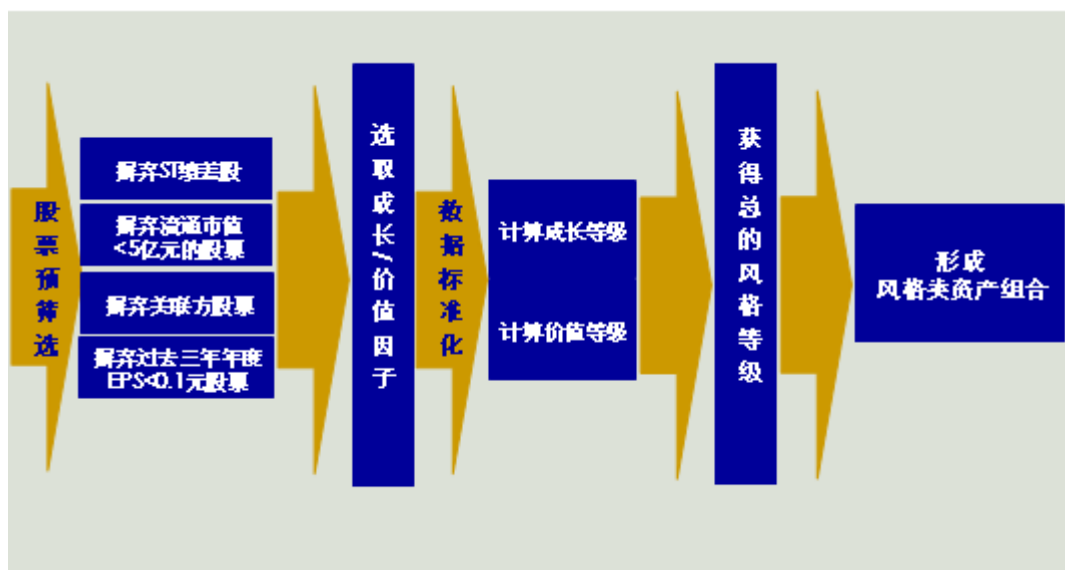 股票预筛选
摒弃ST绩差股
摒弃流通市值
<5亿元的股票
摒弃关联方股票
摒弃过去三年年度
EPS<0.1元股票
选取成长/价值因子
数据标准化
计算成长等级
计算价值等级
获得总的风格等级
形成
风格类资产组合